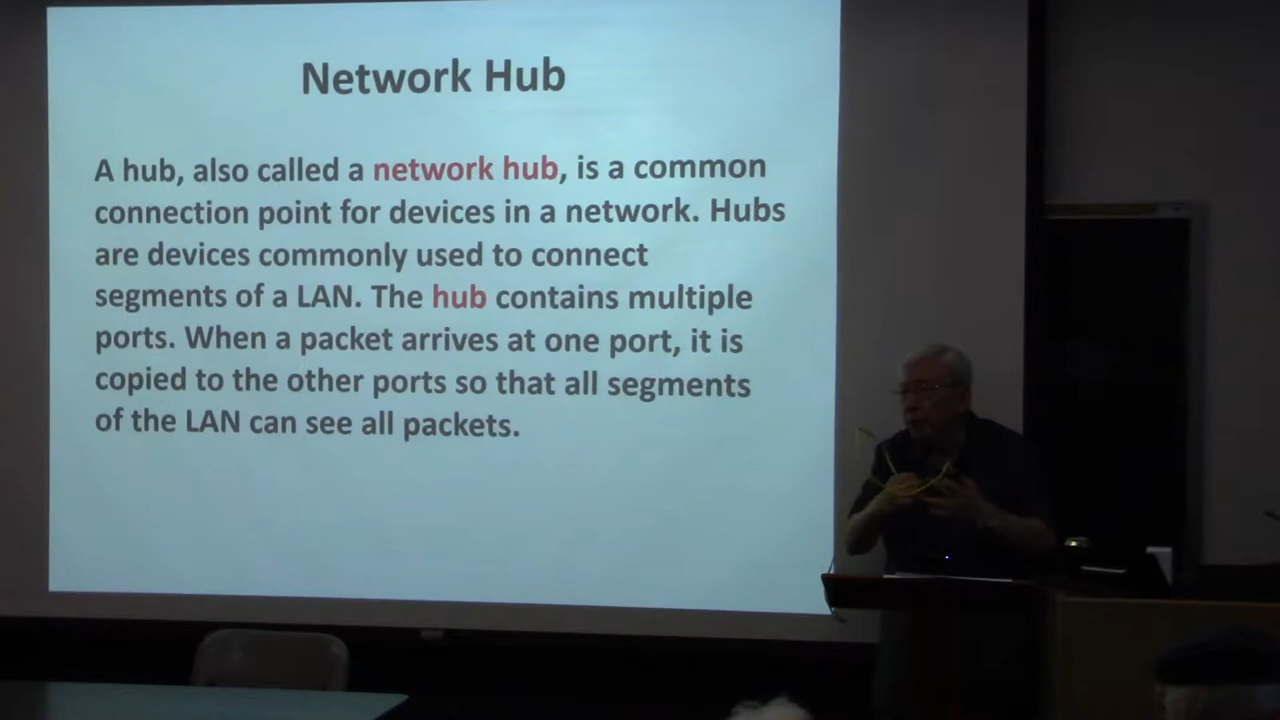 Network Hub
A hub, also called a network hub, is a common
connection point for devices in a network. Hubs
are devices commonly used to connect
segments of a LAN. The hub contains multiple
ports. When a packet arrives at one port, it is
copied to the other ports so that all segments
of the LAN can see all packets.